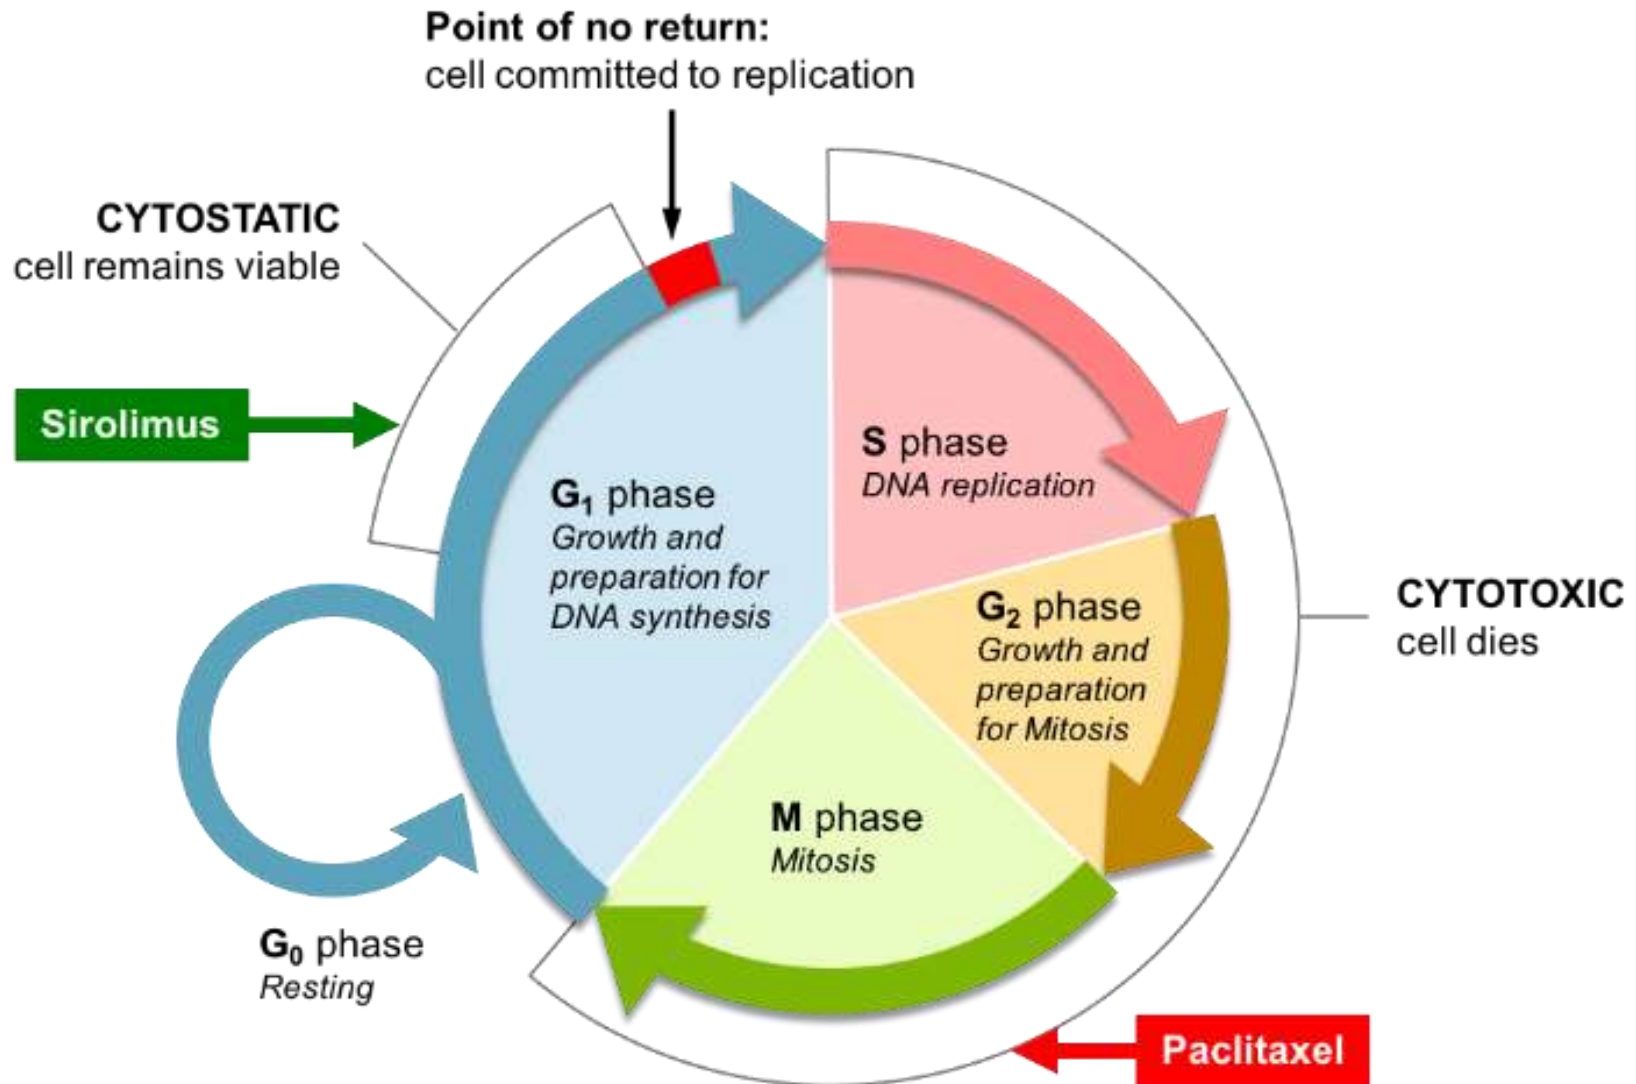 Point of no return:
cell committed to replication
CYTOSTATIC
cell remains viable
Sirolimus
G₁ phase
Growth and
preparation for
DNA synthesis
S phase
DNA replication
G₂ phase
Growth and
preparation
for Mitosis
CYTOTOXIC
cell dies
M phase
Mitosis
G₀ phase
Resting
Paclitaxel